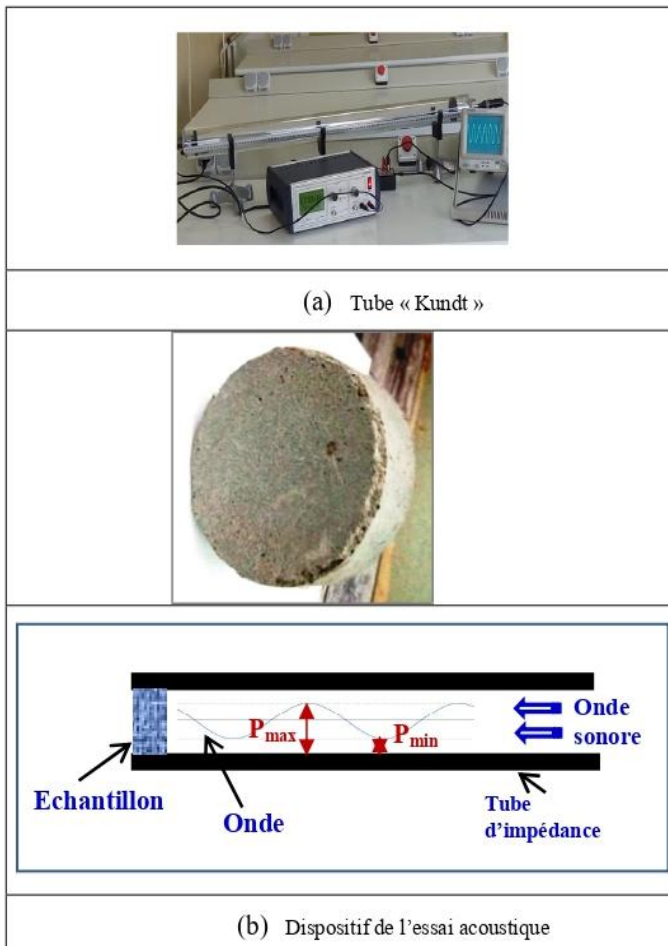 (a) Tube « Kundt »
Onde
sonore
Pmax
Pmin
Echantillon
Onde
Tube
d’impédance
(b) Dispositif de l’essai acoustique